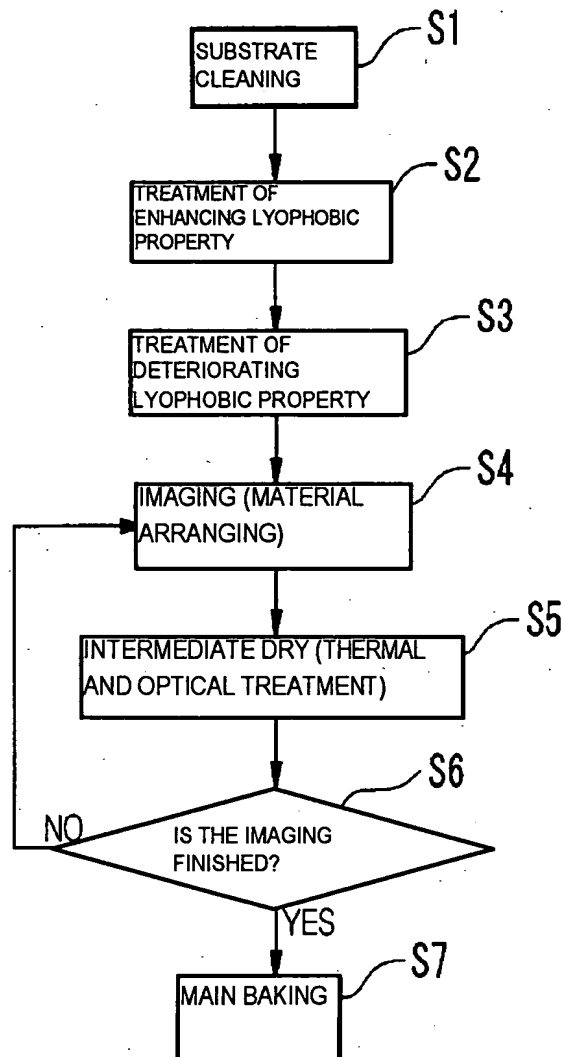 S1
SUBSTRATE
CLEANING
S2
TREATMENT OF
ENHANCING LYOPHOBIC
PROPERTY
S3
TREATMENT OF
DETERIORATING
LYOPHOBIC PROPERTY
S4
IMAGING (MATERIAL
ARRANGING)
S5
INTERMEDIATE DRY (THERMAL
AND OPTICAL TREATMENT)
S6
NO
IS THE IMAGING
FINISHED?
YES
S7
MAIN BAKING